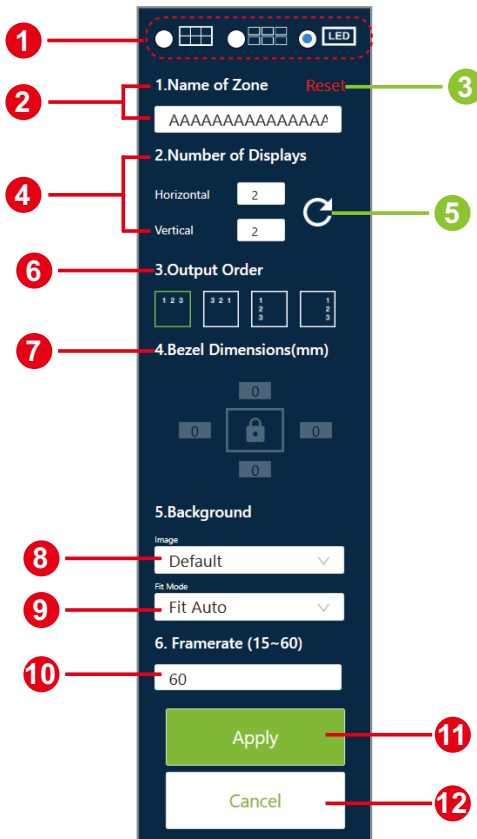 1
LED
2
1.Name of Zone
Reset
3
AAAAAAAAAAAAAAA
2.Number of Displays
4
Horizontal
2
5
Vertical
2
6
3.Output Order
1 2 3
3 2 1
1
2
3
1
2
3
7
4.Bezel Dimensions(mm)
0
0
0
0
5.Background
Image
8
Default
Fit Mode
9
Fit Auto
6. Framerate (15~60)
10
60
Apply
11
Cancel
12